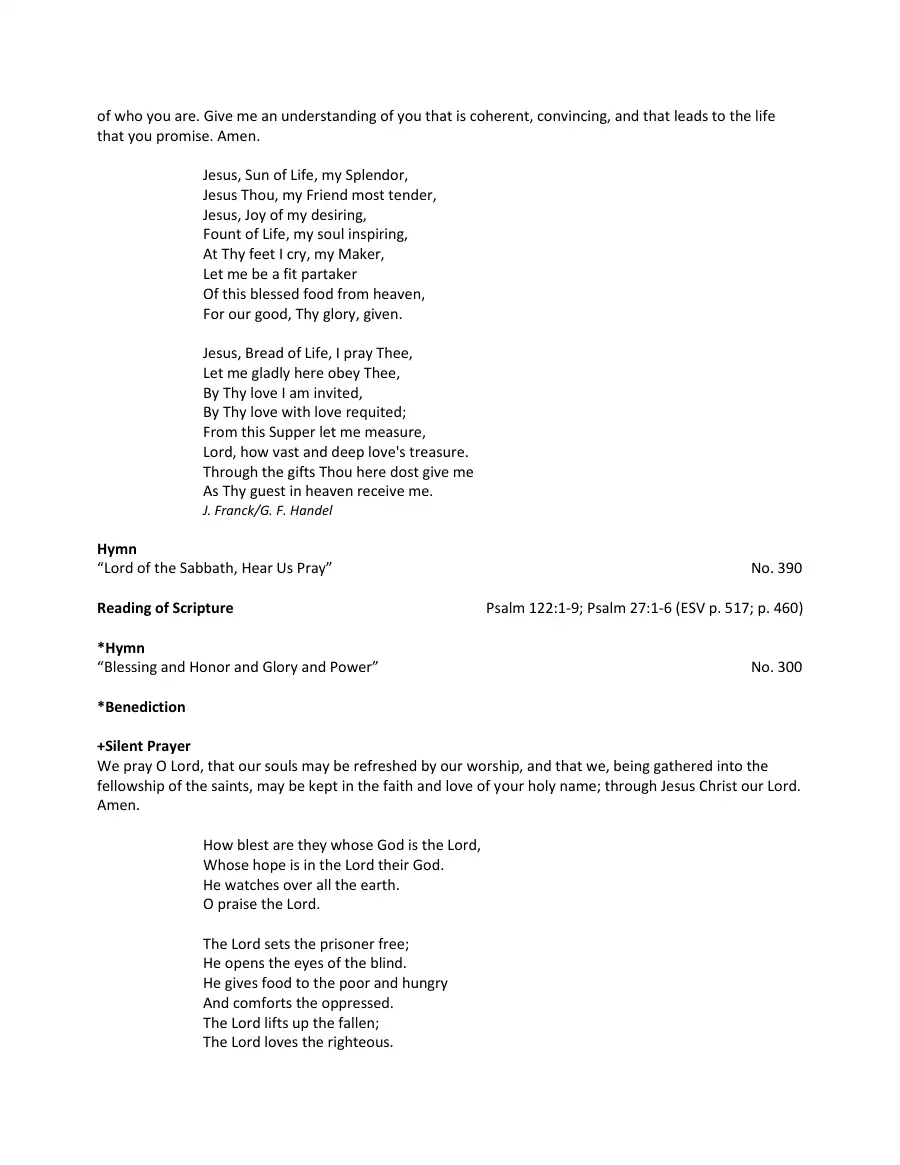 of who you are. Give me an understanding of you that is coherent, convincing, and that leads to the life
that you promise. Amen.
Jesus, Sun of Life, my Splendor,
Jesus Thou, my Friend most tender,
Jesus, Joy of my desiring,
Fount of Life, my soul inspiring,
At Thy feet I cry, my Maker,
Let me be a fit partaker
Of this blessed food from heaven,
For our good, Thy glory, given.
Jesus, Bread of Life, I pray Thee,
Let me gladly here obey Thee,
By Thy love I am invited,
By Thy love with love requited;
From this Supper let me measure,
Lord, how vast and deep love's treasure.
Through the gifts Thou here dost give me
As Thy guest in heaven receive me.
J. Franck/G. F. Handel
Hymn
“Lord of the Sabbath, Hear Us Pray” No. 390
Reading of Scripture Psalm 122:1-9; Psalm 27:1-6 (ESV p. 517; p. 460)
*Hymn
“Blessing and Honor and Glory and Power” No. 300
*Benediction
+Silent Prayer
We pray O Lord, that our souls may be refreshed by our worship, and that we, being gathered into the
fellowship of the saints, may be kept in the faith and love of your holy name; through Jesus Christ our Lord.
Amen.
How blest are they whose God is the Lord,
Whose hope is in the Lord their God.
He watches over all the earth.
O praise the Lord.
The Lord sets the prisoner free;
He opens the eyes of the blind.
He gives food to the poor and hungry
And comforts the oppressed.
The Lord lifts up the fallen;
The Lord loves the righteous.